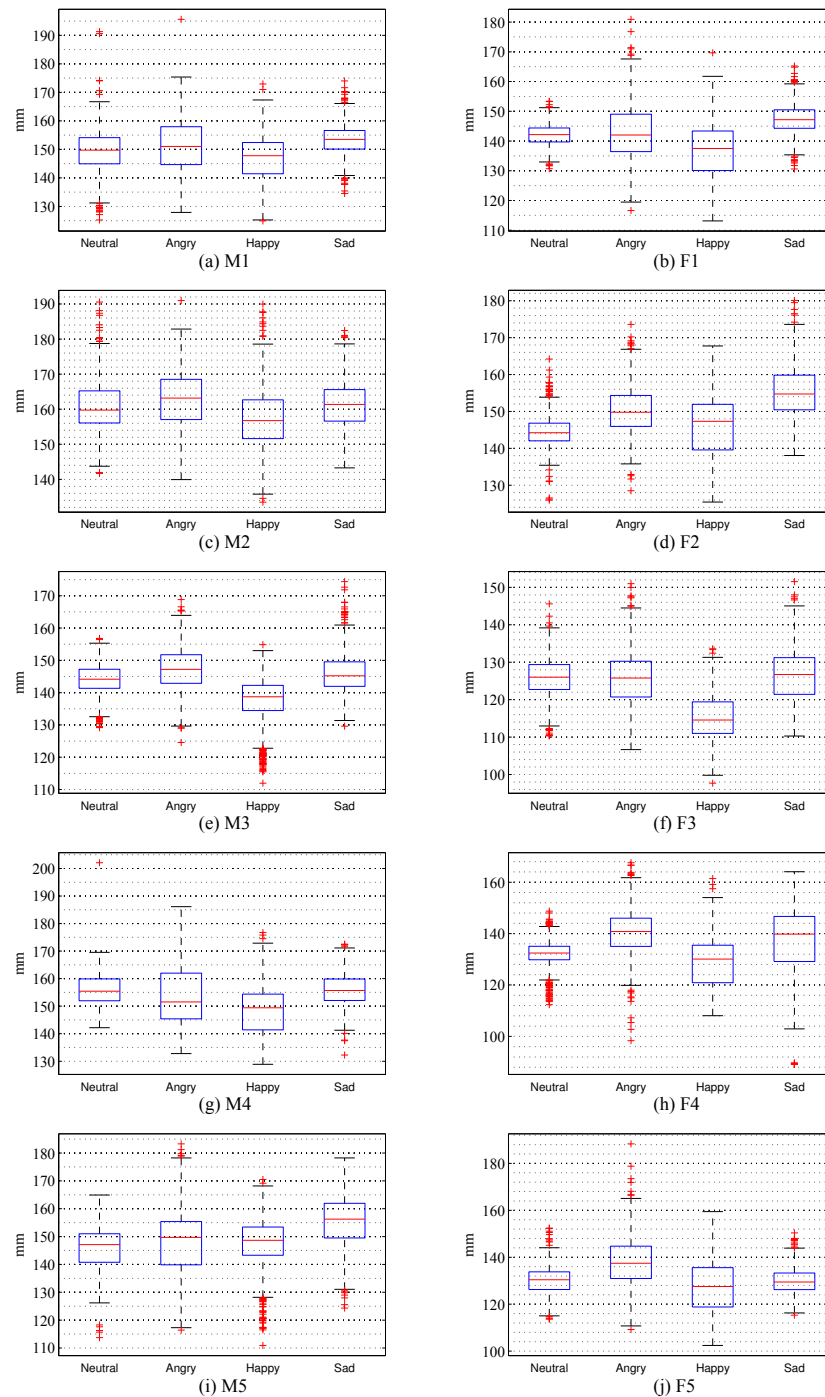 190
180
170
160
150
140
130
mm
Neutral Angry Happy Sad
(a) M1
180
170
160
150
140
130
120
110
mm
Neutral Angry Happy Sad
(b) F1
190
180
170
160
150
140
mm
Neutral Angry Happy Sad
(c) M2
180
170
160
150
140
130
mm
Neutral Angry Happy Sad
(d) F2
170
160
150
140
130
120
110
mm
Neutral Angry Happy Sad
(e) M3
150
140
130
120
110
100
mm
Neutral Angry Happy Sad
(f) F3
200
190
180
170
160
150
140
130
mm
Neutral Angry Happy Sad
(g) M4
160
140
120
100
mm
Neutral Angry Happy Sad
(h) F4
180
170
160
150
140
130
120
110
mm
Neutral Angry Happy Sad
(i) M5
180
160
140
120
100
mm
Neutral Angry Happy Sad
(j) F5